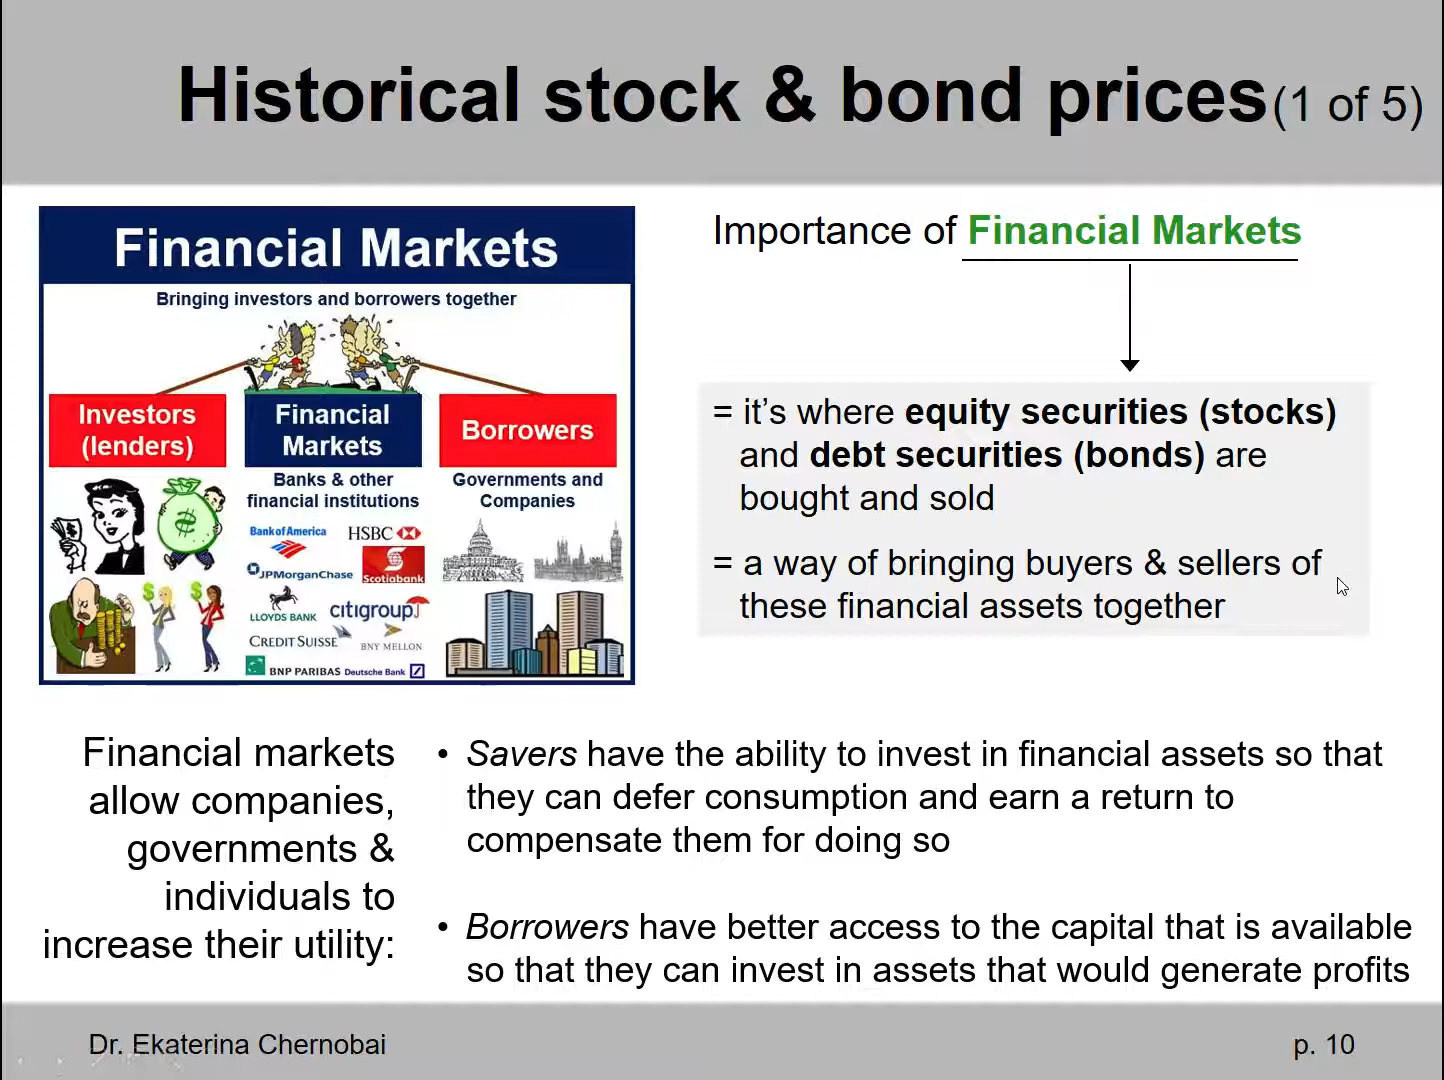 Historical stock & bond prices (1 of 5)
Financial Markets
Bringing investors and borrowers together
Investors
(lenders)
Financial
Markets
Borrowers
Banks & other
financial institutions
Governments and
Companies
Bank of America
HSBC
JPMorganChase
Scotiabank
LLOYDS BANK
citigroup
CREDIT SUISSE
BNY MELLON
BNP PARIBAS
Deutsche Bank
Importance of Financial Markets
= it’s where equity securities (stocks)
and debt securities (bonds) are
bought and sold
= a way of bringing buyers & sellers of
these financial assets together
Financial markets
allow companies,
governments &
individuals to
increase their utility:
• Savers have the ability to invest in financial assets so that
they can defer consumption and earn a return to
compensate them for doing so
• Borrowers have better access to the capital that is available
so that they can invest in assets that would generate profits
Dr. Ekaterina Chernobai
p. 10